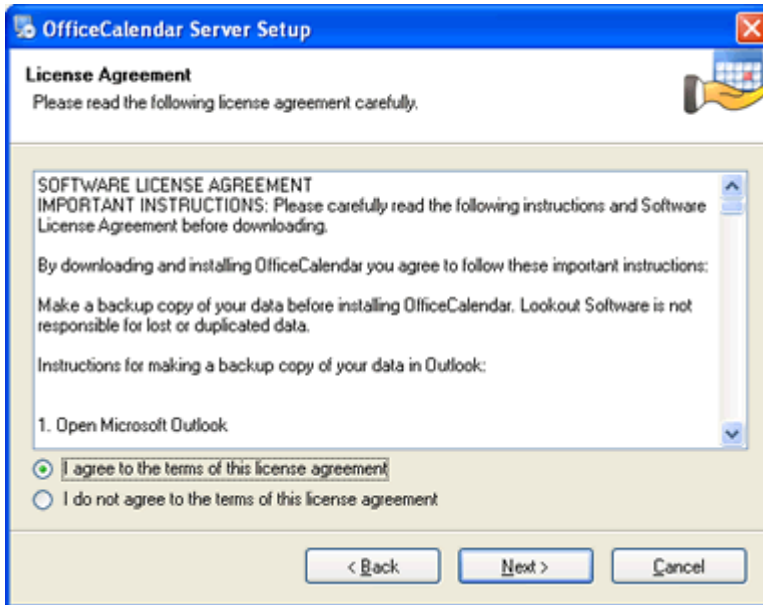 OfficeCalendar Server Setup
License Agreement
Please read the following license agreement carefully.
SOFTWARE LICENSE AGREEMENT
IMPORTANT INSTRUCTIONS: Please carefully read the following instructions and Software
License Agreement before downloading.
By downloading and installing OfficeCalendar you agree to follow these important instructions:
Make a backup copy of your data before installing OfficeCalendar. Lookout Software is not
responsible for lost or duplicated data.
Instructions for making a backup copy of your data in Outlook:
1. Open Microsoft Outlook
I agree to the terms of this license agreement
I do not agree to the terms of this license agreement
< Back Next > Cancel